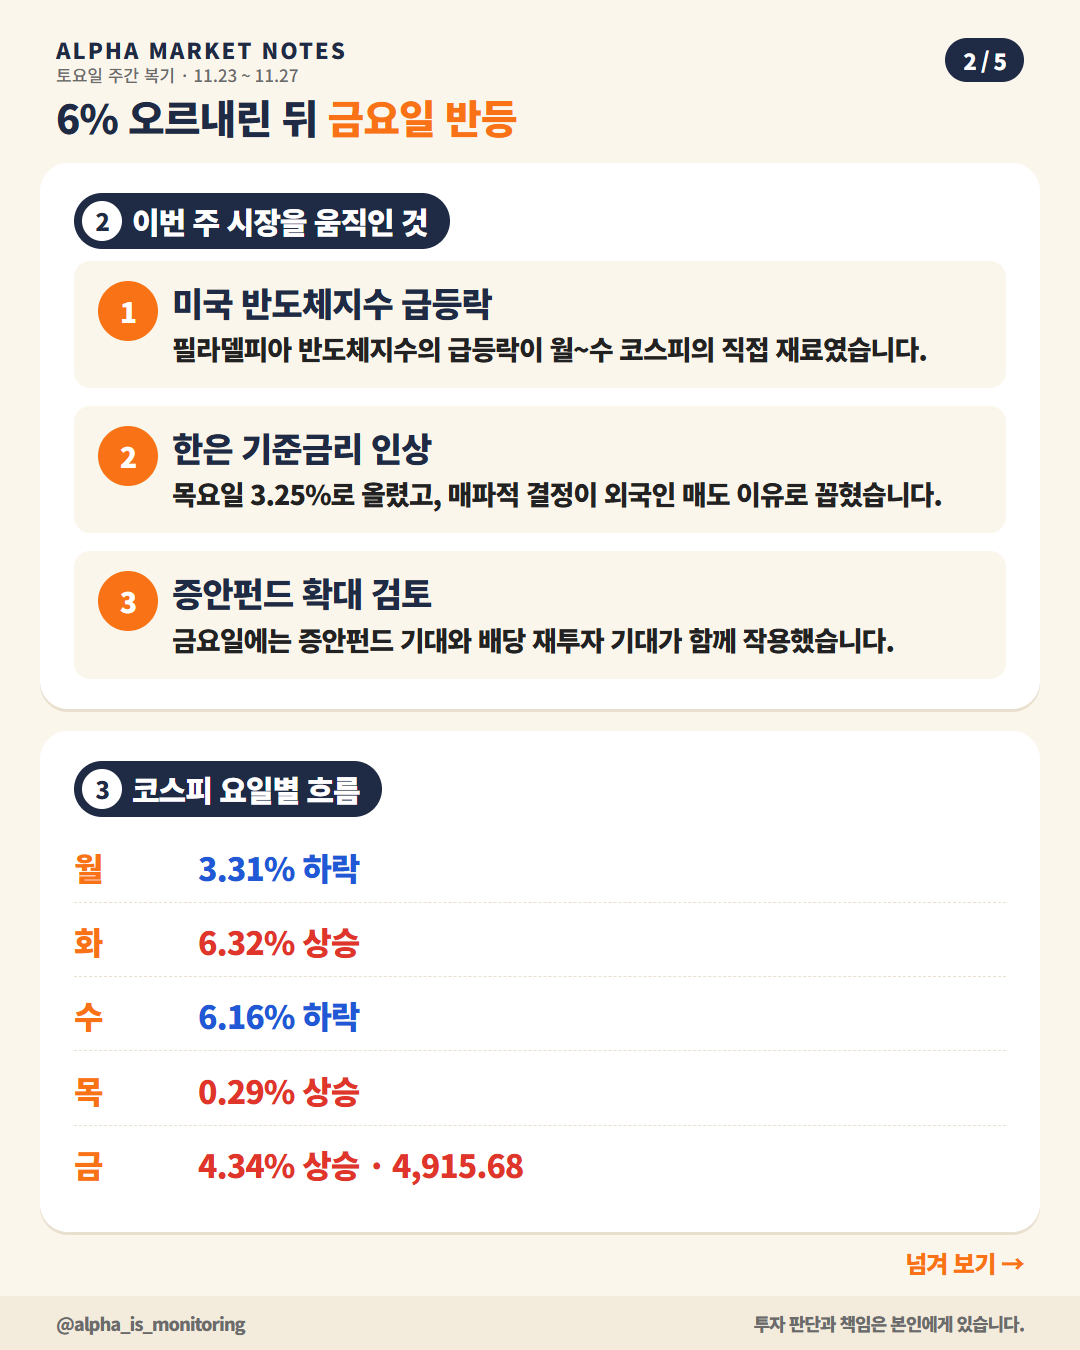 ALPHA MARKET NOTES
토요일 주간 복기 · 11.23 ~ 11.27
2 / 5
6% 오르내린 뒤 금요일 반등
2 이번 주 시장을 움직인 것
1 미국 반도체지수 급등락
필라델피아 반도체지수의 급등락이 월~수 코스피의 직접 재료였습니다.
2 한은 기준금리 인상
목요일 3.25%로 올렸고, 매파적 결정이 외국인 매도 이유로 꼽혔습니다.
3 증안펀드 확대 검토
금요일에는 증안펀드 기대와 배당 재투자 기대가 함께 작용했습니다.
3 코스피 요일별 흐름
월 3.31% 하락
화 6.32% 상승
수 6.16% 하락
목 0.29% 상승
금 4.34% 상승 · 4,915.68
넘겨 보기 →
@alpha_is_monitoring
투자 판단과 책임은 본인에게 있습니다.